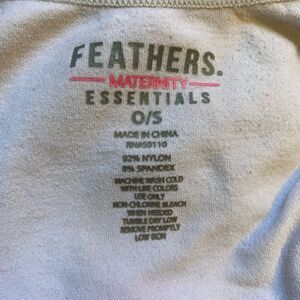 FEATHERS.
MATERNITY
ESSENTIALS
O/S
MADE IN CHINA
RN#50110
92% NYLON
8% SPANDEX
MACHINE WASH COLD
WITH LIKE COLORS
USE ONLY
NON-CHLORINE BLEACH
WHEN NEEDED
TUMBLE DRY LOW
REMOVE PROMPTLY
LOW IRON